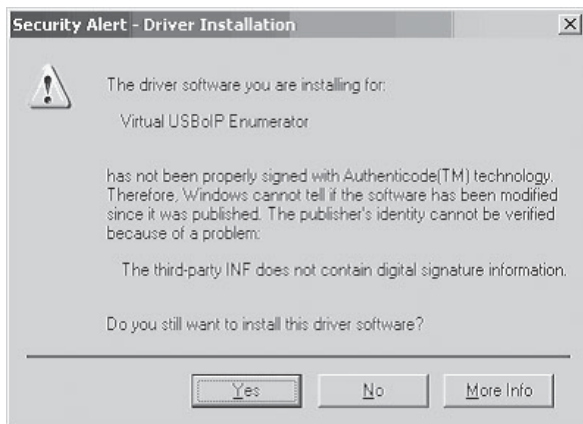 Security Alert - Driver Installation
The driver software you are installing for:
Virtual USBoIP Enumerator
has not been properly signed with Authenticode(TM) technology.
Therefore, Windows cannot tell if the software has been modified
since it was published. The publisher's identity cannot be verified
because of a problem:
The third-party INF does not contain digital signature information.
Do you still want to install this driver software?
Yes
No
More Info